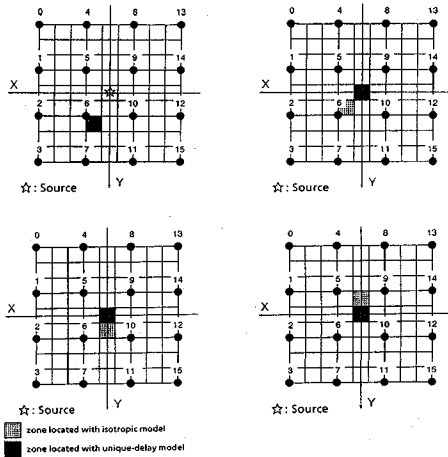 0 4 8 13
1 5 9 14
X
2 6 10 12
3 7 11 15
☆: Source
Y
0 4 8 13
1 5 9 14
X
2 6 10 12
3 7 11 15
☆: Source
Y
0 4 8 13
1 5 9 14
X
2 6 10 12
3 7 11 15
☆: Source
Y
0 4 8 13
1 5 9 14
X
2 6 10 12
3 7 11 15
☆: Source
Y
zone located with isotropic model
zone located with unique-delay model